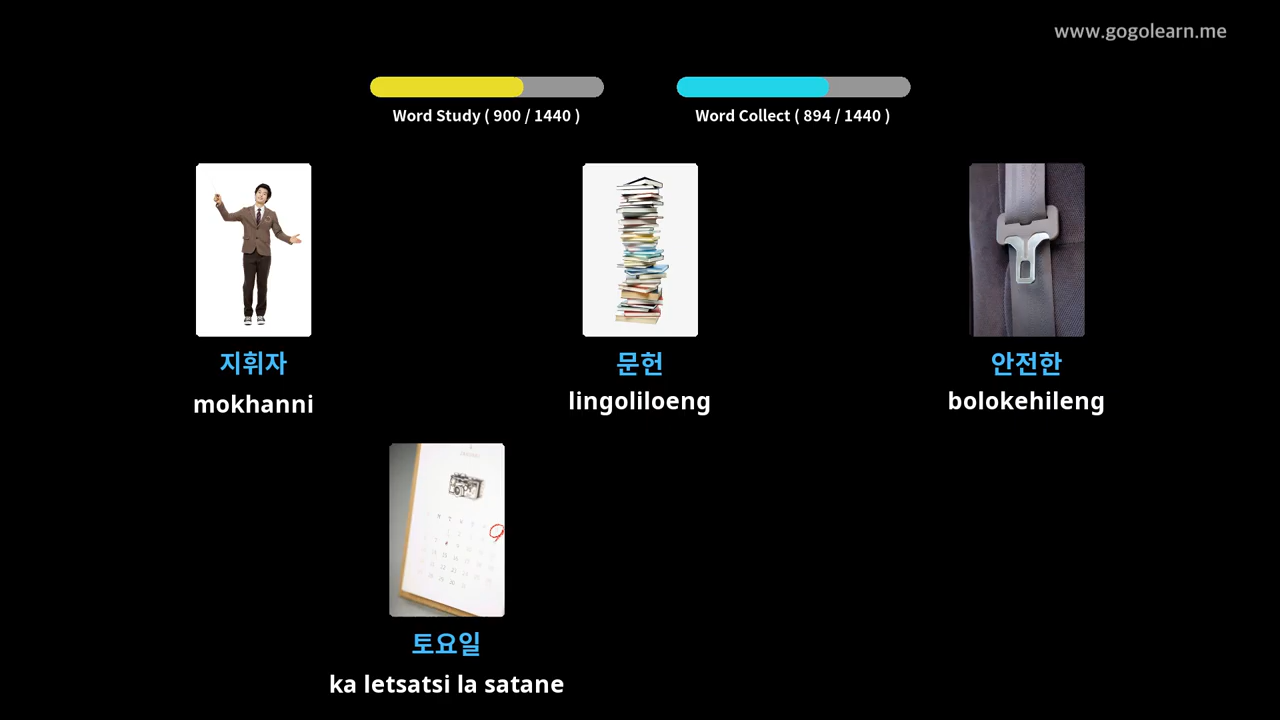 www.gogolearn.me
Word Study ( 900 / 1440 )
Word Collect ( 894 / 1440 )
지휘자
문헌
안전한
mokhanni
lingoliloeng
bolokehileng
토요일
ka letsatsi la satane